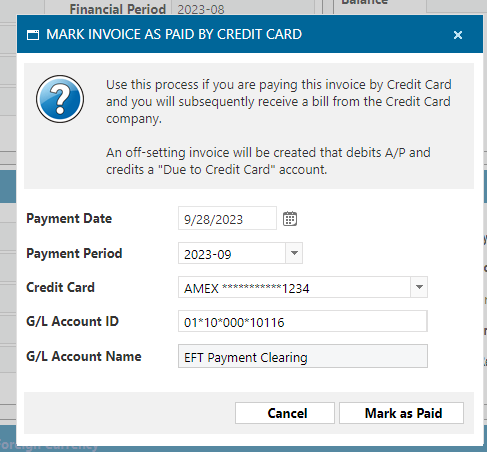 Financial Period 2023-08
Balance
MARK INVOICE AS PAID BY CREDIT CARD
Use this process if you are paying this invoice by Credit Card
and you will subsequently receive a bill from the Credit Card
company.
An off-setting invoice will be created that debits A/P and
credits a "Due to Credit Card" account.
Payment Date 9/28/2023
Payment Period 2023-09
Credit Card AMEX ***********1234
G/L Account ID 01*10*000*10116
G/L Account Name EFT Payment Clearing
Cancel Mark as Paid
Foreign Currency